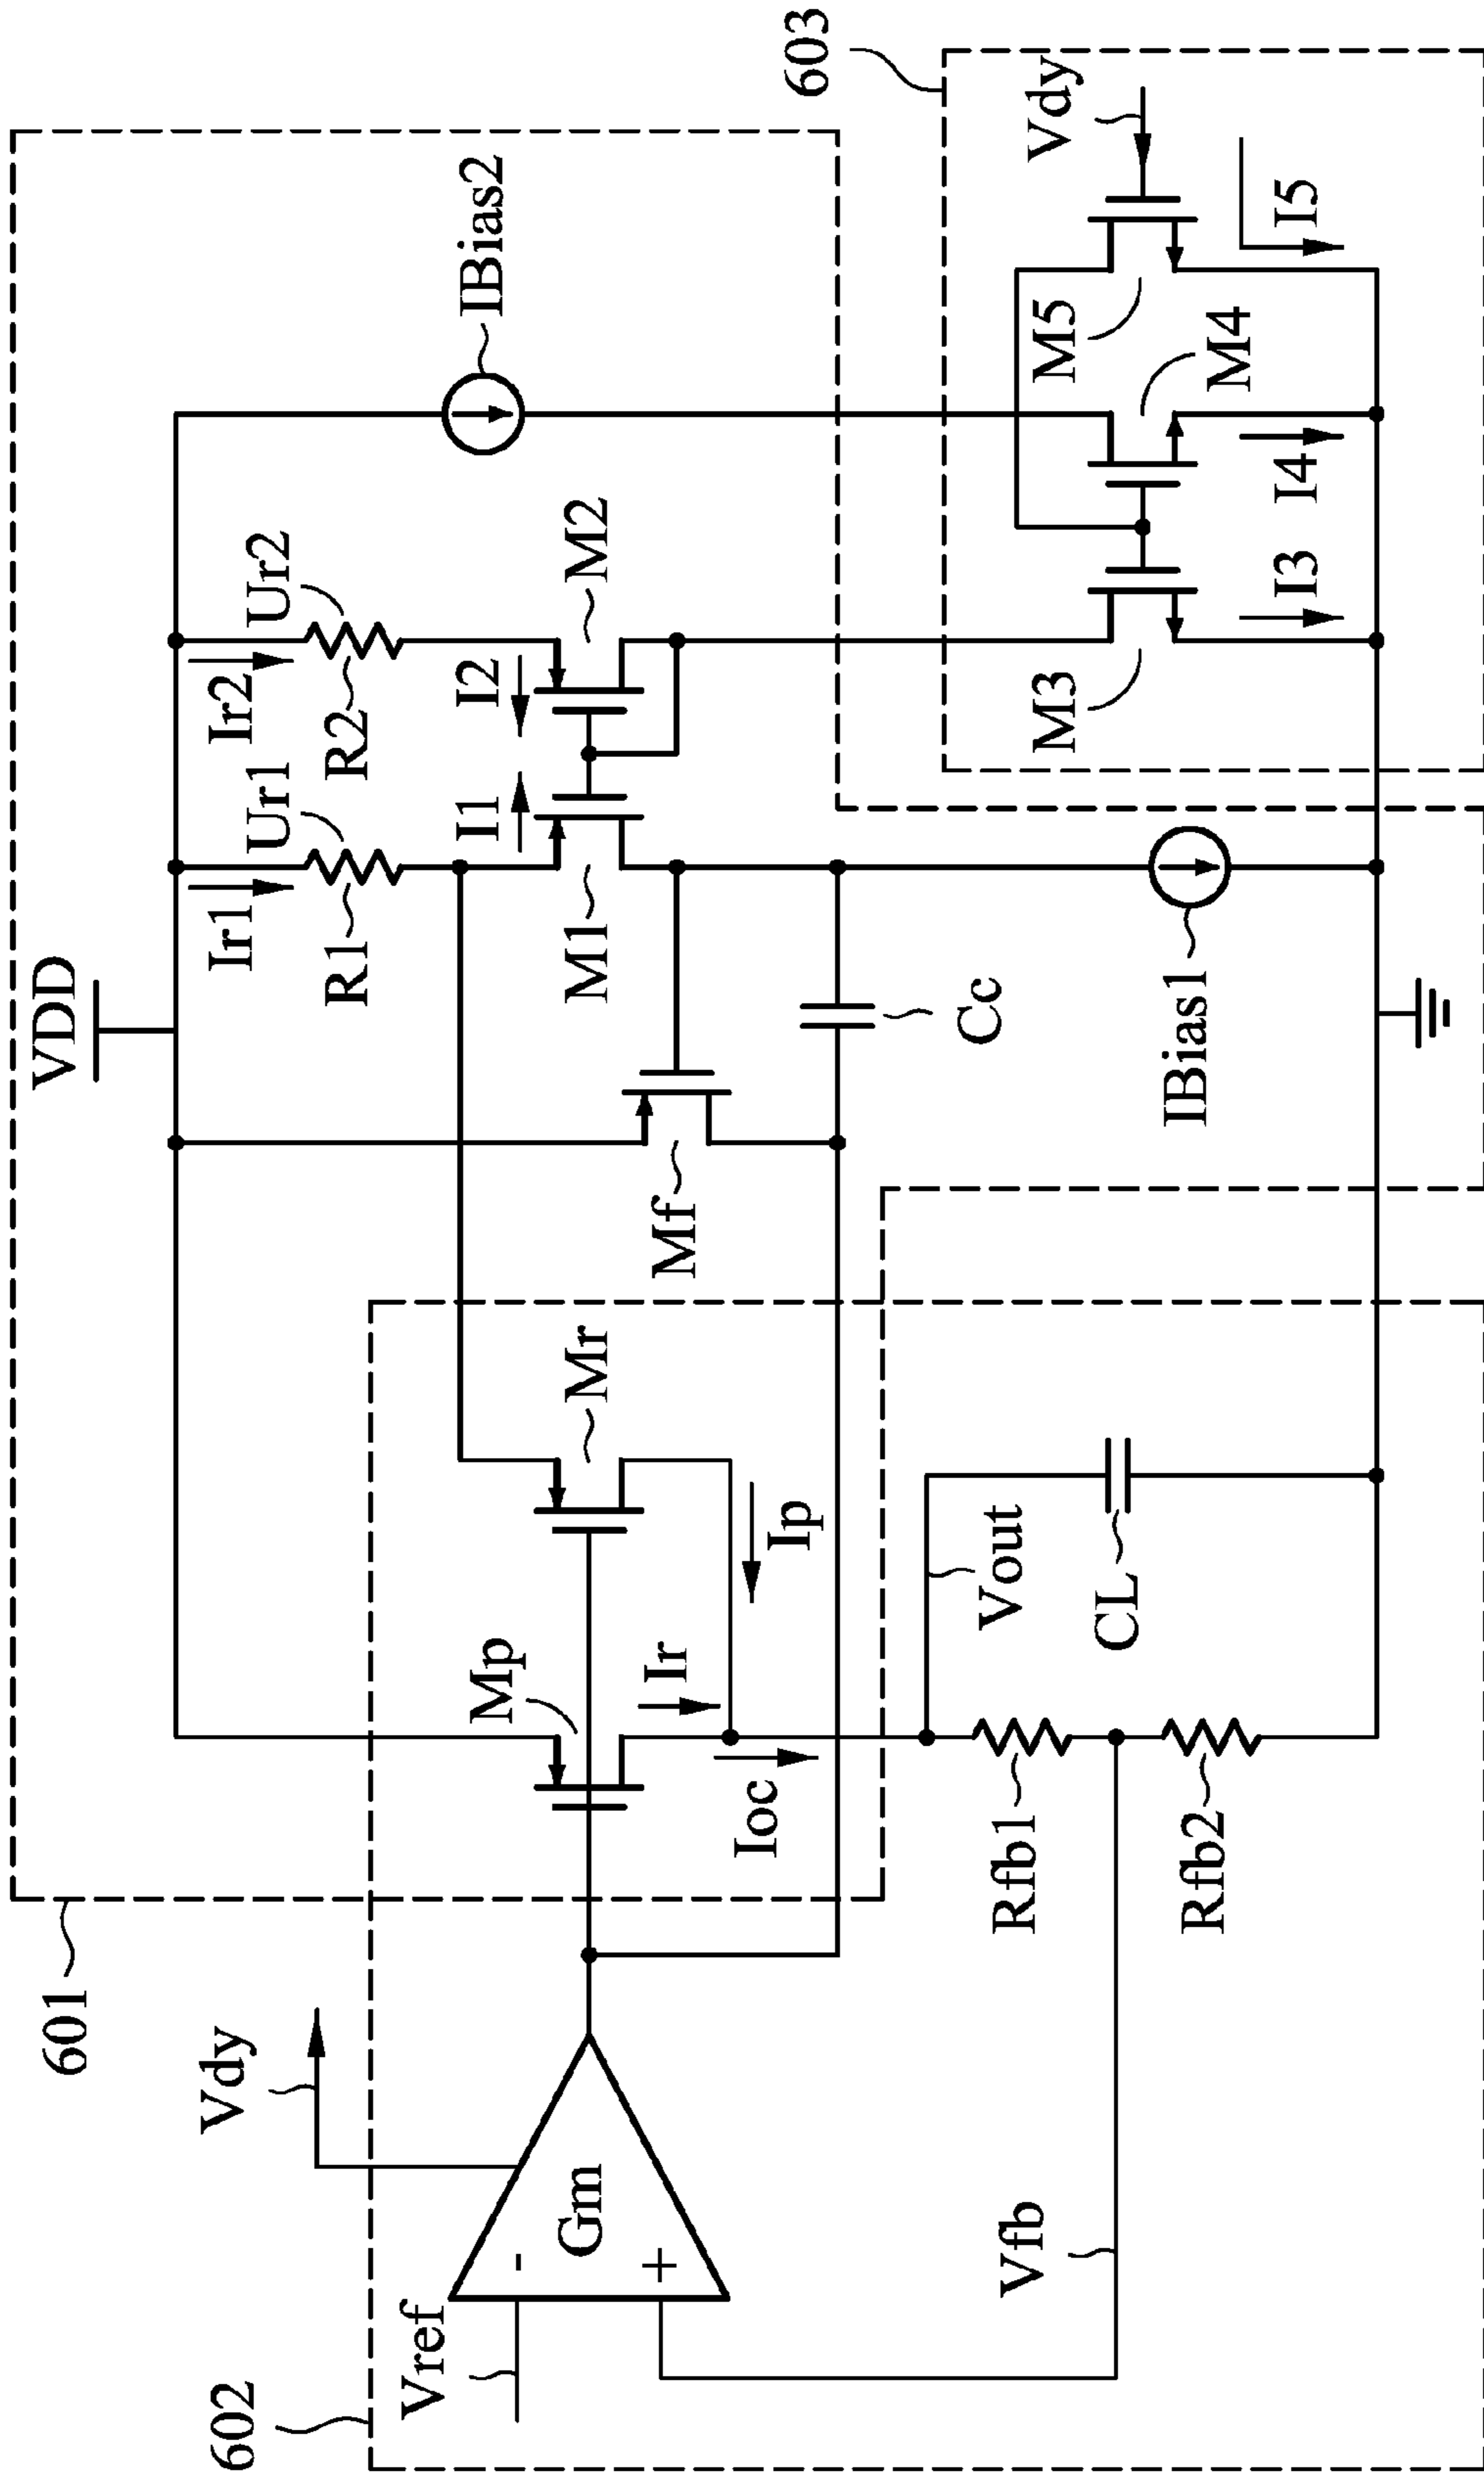 601
602
603
VDD
Vdy
Vref
Gm
-
+
Vfb
Mp
Mr
Ir
Ip
Ioc
Vout
CL
Rfb1
Rfb2
Mf
Cc
Ir1
Ur1
R1
Ir2
Ur2
R2
I1
I2
M1
M2
IBias1
IBias2
M3
M4
M5
Vdy
I3
I4
I5